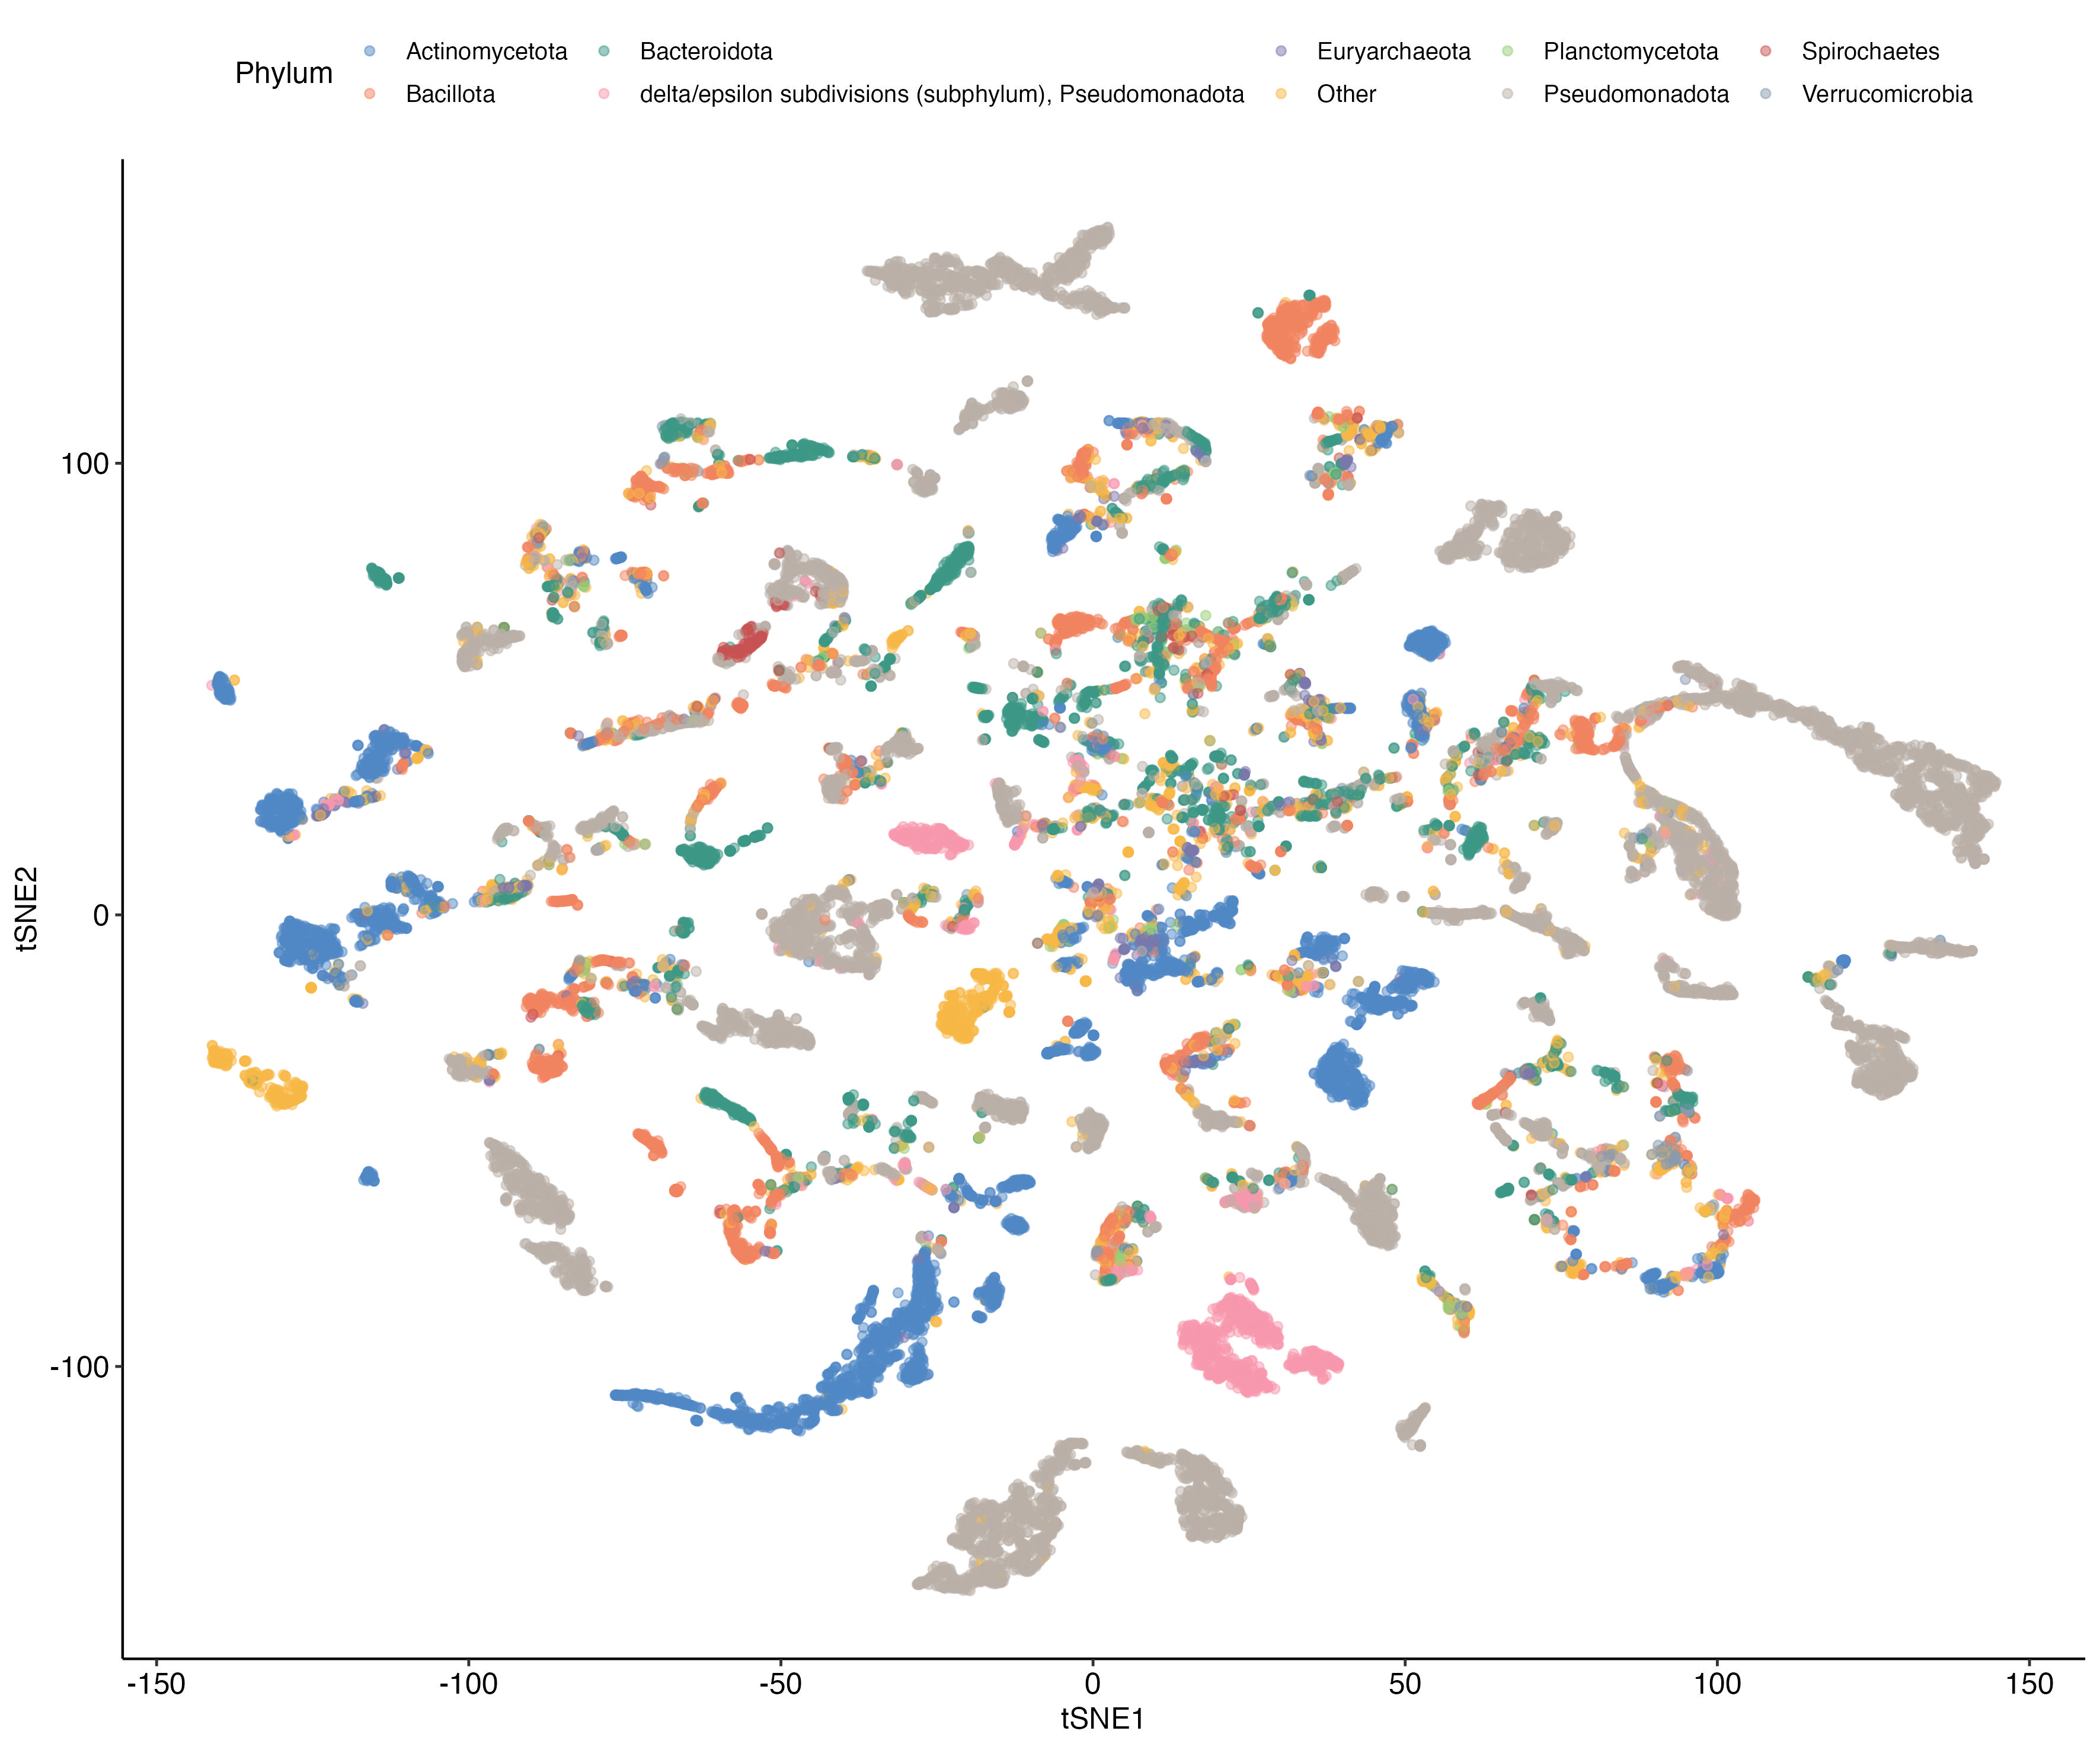 Phylum
Actinomycetota
Bacteroidota
Euryarchaeota
Planctomycetota
Spirochaetes
Bacillota
delta/epsilon subdivisions (subphylum), Pseudomonadota
Other
Pseudomonadota
Verrucomicrobia
tSNE2
100
0
-100
-150
-100
-50
0
50
100
150
tSNE1